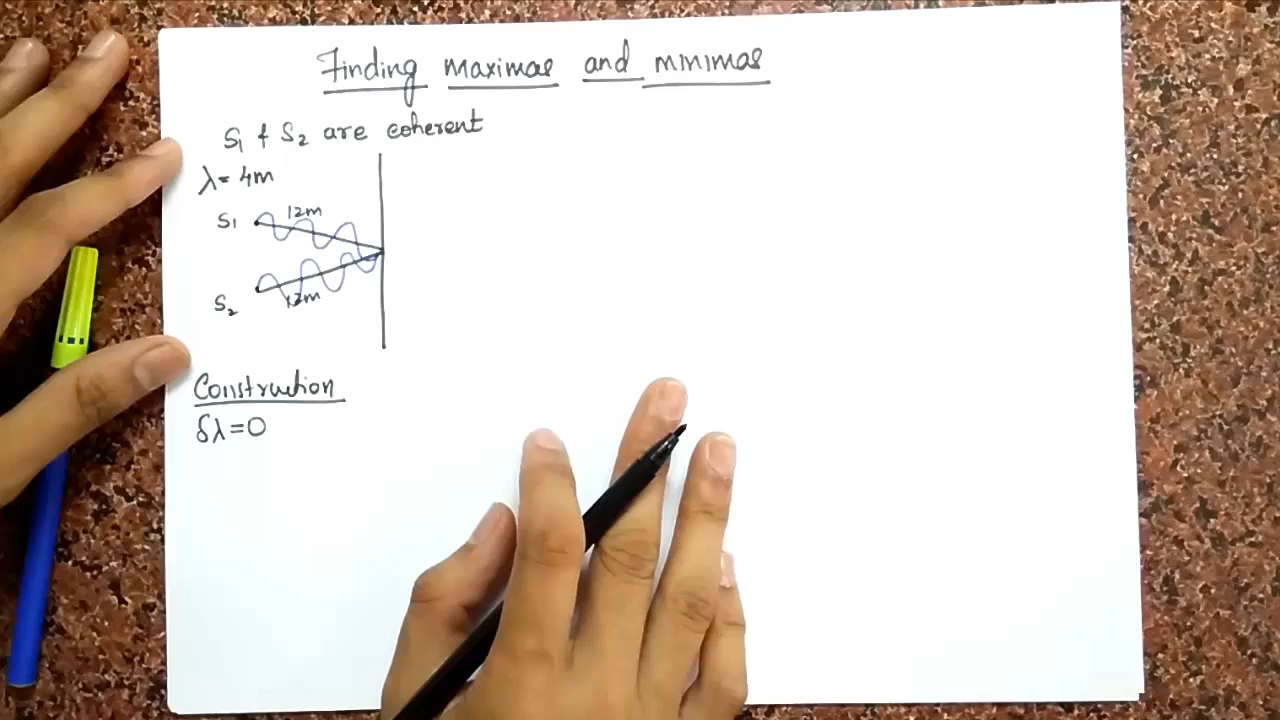 Finding maximas and minimas
S1 & S2 are coherent
λ= 4m
S1 12m
S2 12m
Construction
δλ=0